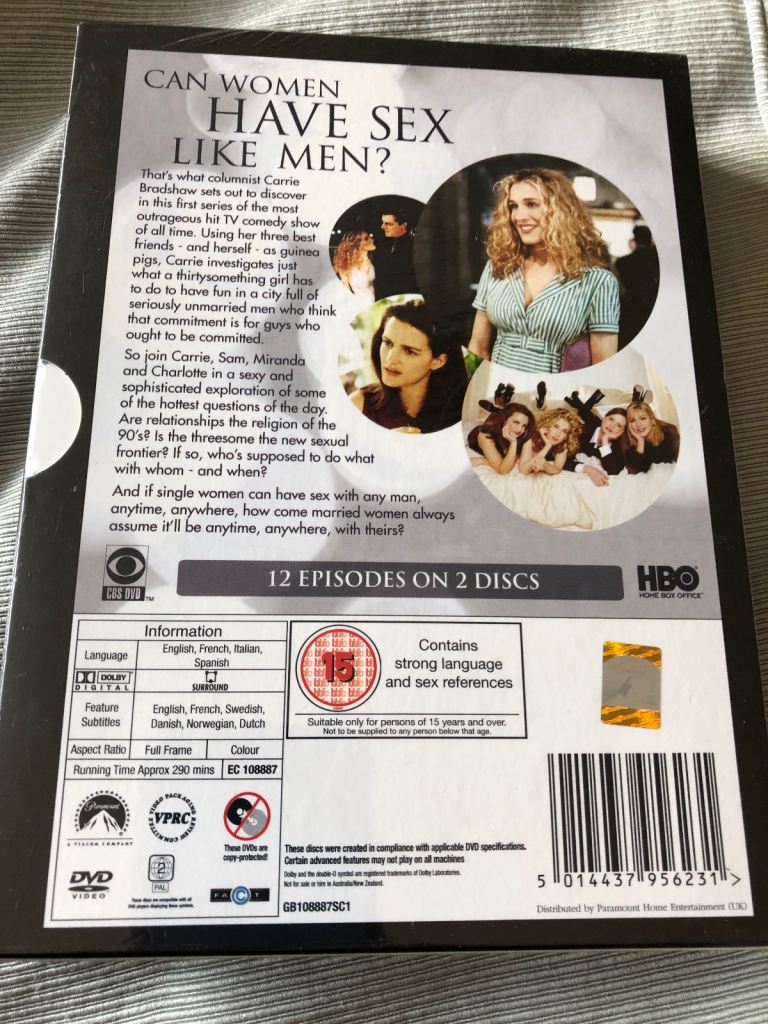 CAN WOMEN
HAVE SEX
LIKE MEN?
That's what columnist Carrie
Bradshaw sets out to discover
in this first series of the most
outrageous hit TV comedy show
of all time. Using her three best
friends - and herself - as guinea
pigs, Carrie investigates just
what a thirtysomething girl has
to do to have fun in a city full of
seriously unmarried men who think
that commitment is for guys who
ought to be committed.
So join Carrie, Sam, Miranda
and Charlotte in a sexy and
sophisticated exploration of some
of the hottest questions of the day.
Are relationships the religion of the
90's? Is the threesome the new sexual
frontier? If so, who's supposed to do what
with whom - and when?
And if single women can have sex with any man,
anytime, anywhere, how come married women always
assume it'll be anytime, anywhere, with theirs?
CBS DVD TM
12 EPISODES ON 2 DISCS
HBO
HOME BOX OFFICE
Information
Language
English, French, Italian,
Spanish
DOLBY
DIGITAL
SURROUND
Feature
Subtitles
English, French, Swedish,
Danish, Norwegian, Dutch
Aspect Ratio Full Frame Colour
Running Time Approx 290 mins EC 108887
15
Contains
strong language
and sex references
Suitable only for persons of 15 years and over.
Not to be supplied to any person below that age.
Paramount
A VIACOM COMPANY
VIDEO PACKAGING REVIEW COMMITTEE
VPRC
These DVDs are
copy-protected!
DVD
VIDEO
2
PAL
These discs are compatible with all
DVD players displaying these symbols.
FACT
These discs were created in compliance with applicable DVD specifications.
Certain advanced features may not play on all machines
Dolby and the double-D symbol are registered trademarks of Dolby Laboratories.
Not for sale or hire in Australia/New Zealand.
GB108887SC1
5 014437 956231 >
Distributed by Paramount Home Entertainment (UK)